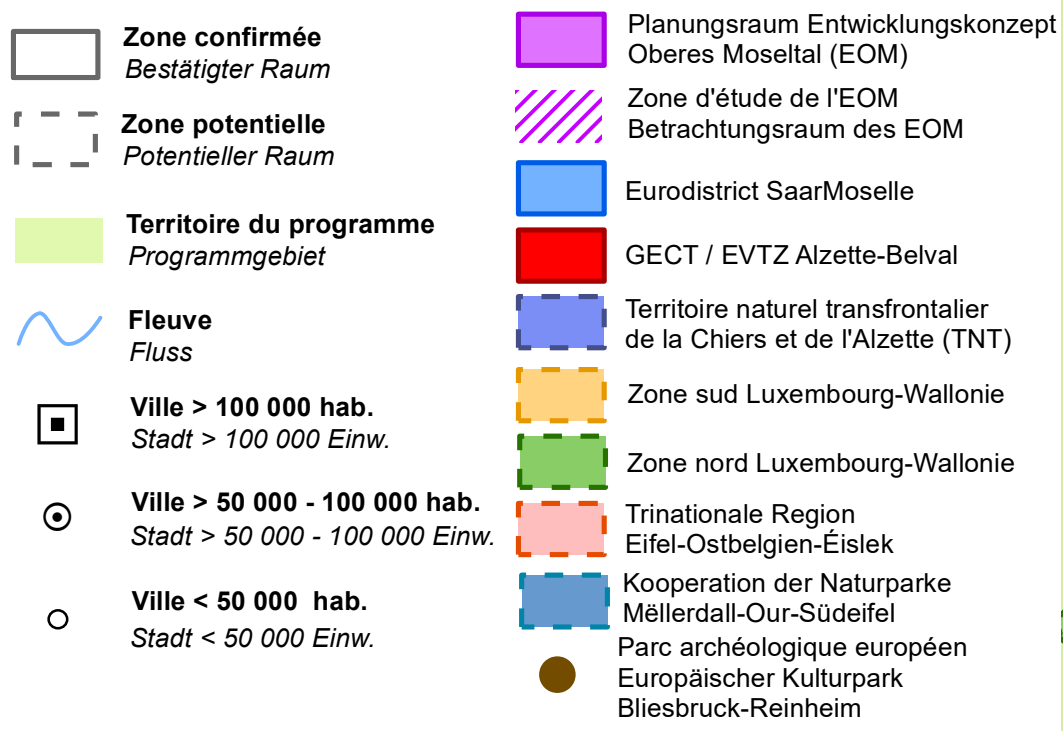 Zone confirmée
Bestätigter Raum
Zone potentielle
Potentieller Raum
Territoire du programme
Programmgebiet
Fleuve
Fluss
Ville > 100 000 hab.
Stadt > 100 000 Einw.
Ville > 50 000 - 100 000 hab.
Stadt > 50 000 - 100 000 Einw.
Ville < 50 000 hab.
Stadt < 50 000 Einw.
Planungsraum Entwicklungskonzept
Oberes Moseltal (EOM)
Zone d'étude de l'EOM
Betrachtungsraum des EOM
Eurodistrict SaarMoselle
GECT / EVTZ Alzette-Belval
Territoire naturel transfrontalier
de la Chiers et de l'Alzette (TNT)
Zone sud Luxembourg-Wallonie
Zone nord Luxembourg-Wallonie
Trinationale Region
Eifel-Ostbelgien-Éislek
Kooperation der Naturparke
Mëllerdall-Our-Südeifel
Parc archéologique européen
Europäischer Kulturpark
Bliesbruck-Reinheim